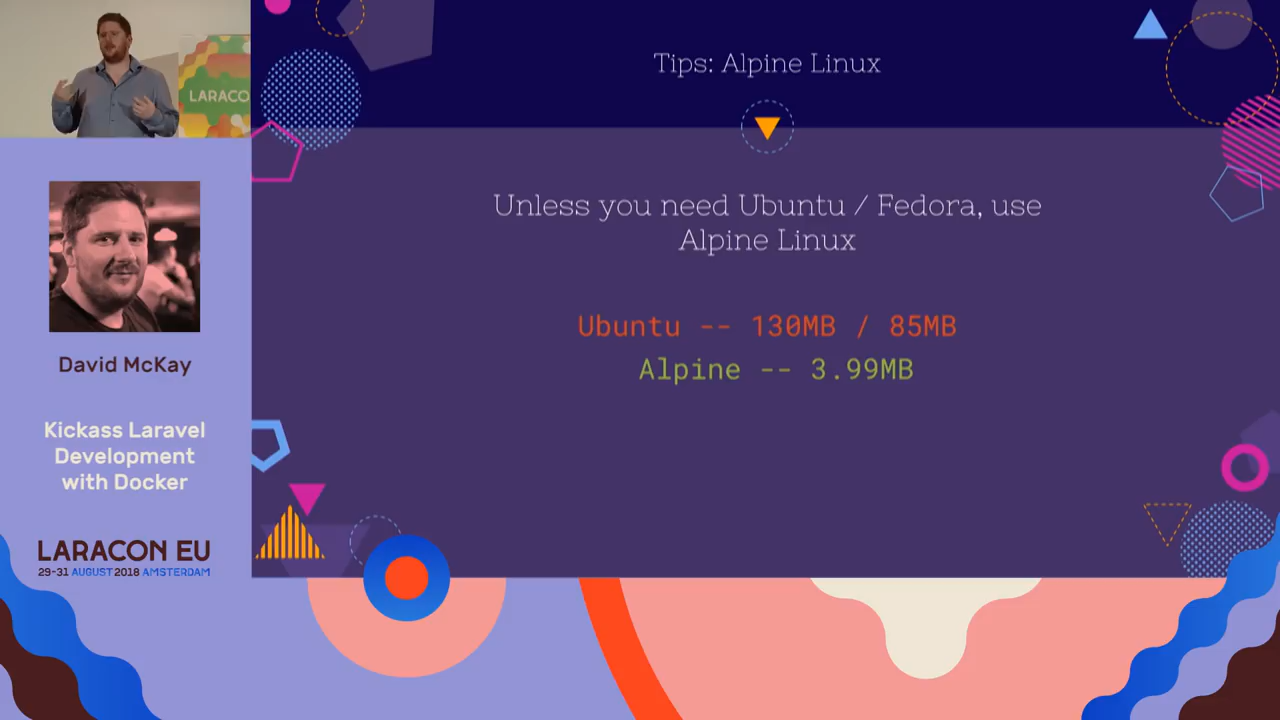 LARACO
David McKay
Kickass Laravel
Development
with Docker
LARACON EU
29-31 AUGUST 2018 AMSTERDAM
Tips: Alpine Linux
Unless you need Ubuntu / Fedora, use
Alpine Linux
Ubuntu -- 130MB / 85MB
Alpine -- 3.99MB